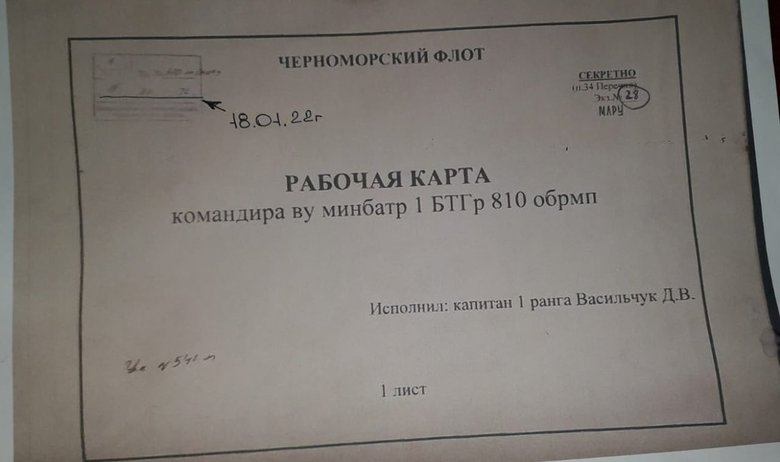 ЧЕРНОМОРСКИЙ ФЛОТ
СЕКРЕТНО
Экз.№ 28
МАРУ
18.01.22г
РАБОЧАЯ КАРТА
командира ву минбатр 1 БТГр 810 обрмп
Исполнил: капитан 1 ранга Васильчук Д.В.
1 лист